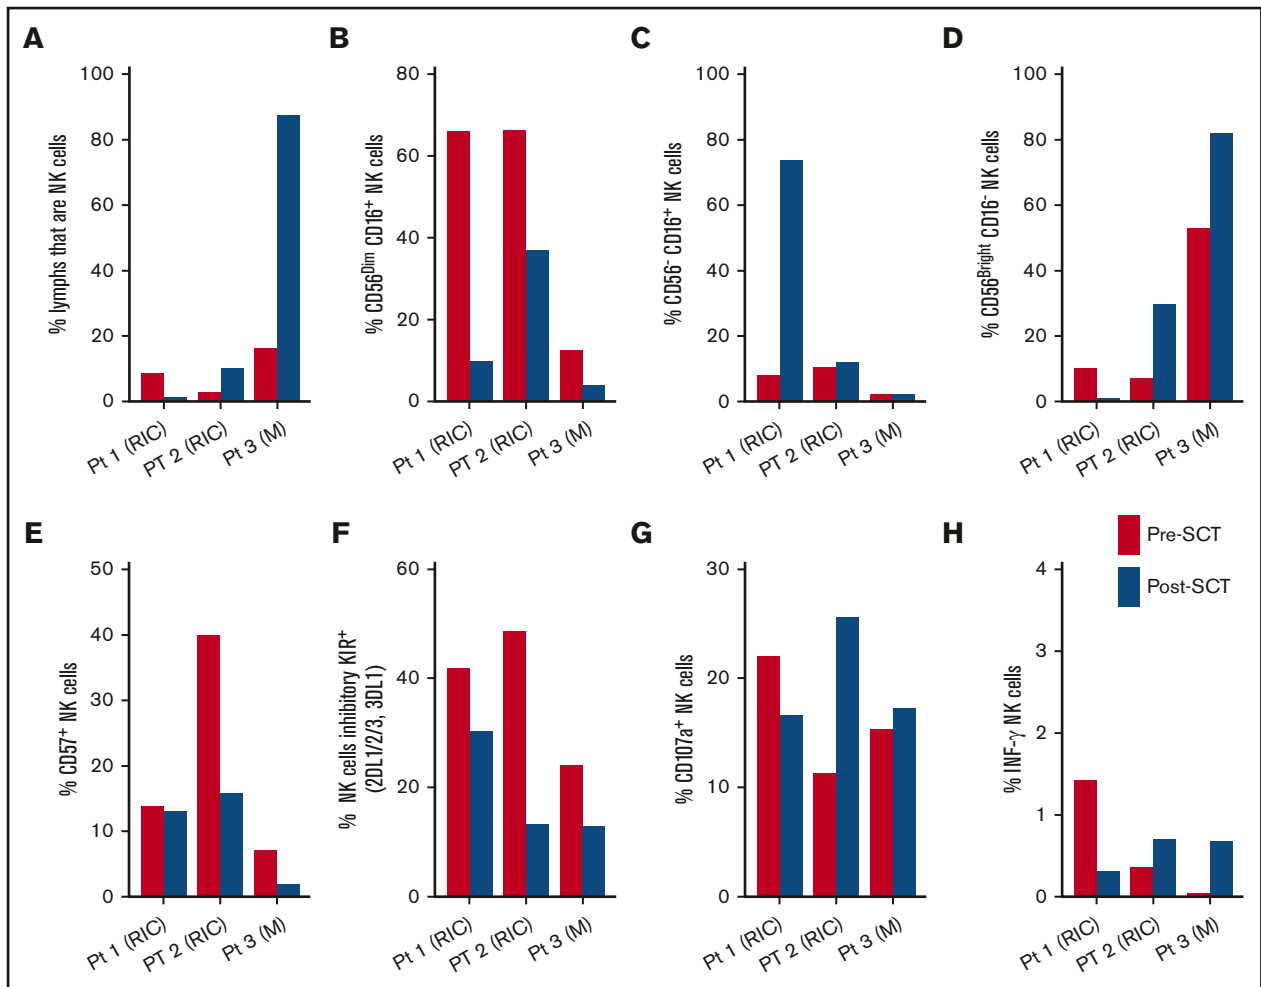 A
% lymphs that are NK cells
100
80
60
40
20
0
Pt 1 (RIC)
PT 2 (RIC)
Pt 3 (M)
B
% CD56Dim CD16+ NK cells
80
60
40
20
0
Pt 1 (RIC)
PT 2 (RIC)
Pt 3 (M)
C
% CD56- CD16+ NK cells
100
80
60
40
20
0
Pt 1 (RIC)
PT 2 (RIC)
Pt 3 (M)
D
% CD56Bright CD16- NK cells
100
80
60
40
20
0
Pt 1 (RIC)
PT 2 (RIC)
Pt 3 (M)
E
% CD57+ NK cells
50
40
30
20
10
0
Pt 1 (RIC)
PT 2 (RIC)
Pt 3 (M)
F
% NK cells inhibitory KIR+
(2DL1/2/3, 3DL1)
60
40
20
0
Pt 1 (RIC)
PT 2 (RIC)
Pt 3 (M)
G
% CD107a+ NK cells
30
20
10
0
Pt 1 (RIC)
PT 2 (RIC)
Pt 3 (M)
H
% INF-γ NK cells
4
3
2
1
0
Pt 1 (RIC)
PT 2 (RIC)
Pt 3 (M)
Pre-SCT
Post-SCT